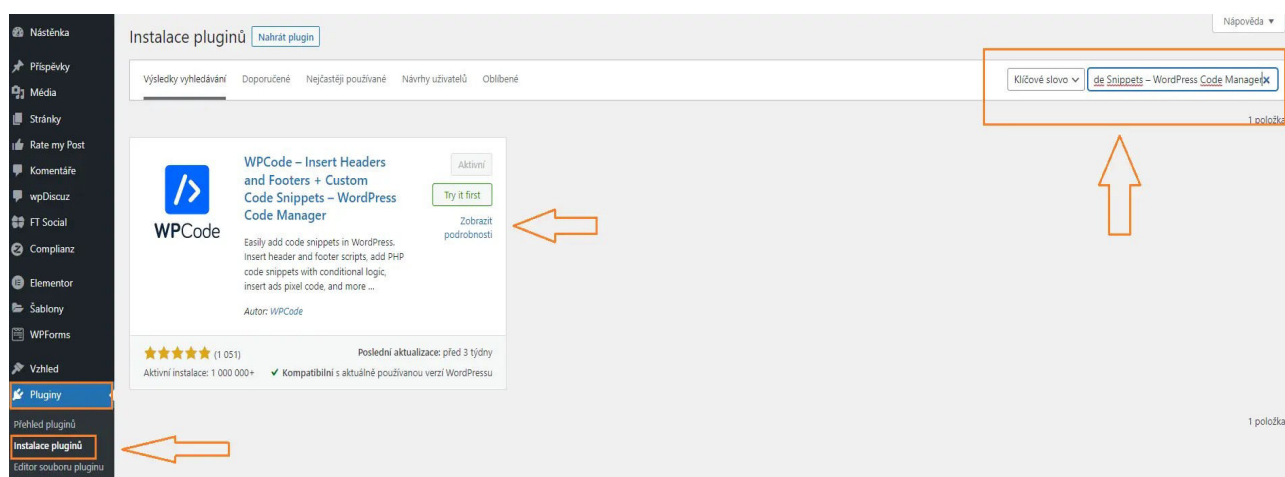 Nástěnka
Příspěvky
Média
Stránky
Rate my Post
Komentáře
wpDiscuz
FT Social
Complianz
Elementor
Šablony
WPForms
Vzhled
Pluginy
Přehled pluginů
Instalace pluginů
Editor souboru pluginu
Nápověda ▼
Instalace pluginů Nahrát plugin
Výsledky vyhledávání Doporučené Nejčastěji používané Návrhy uživatelů Oblíbené
Klíčové slovo de Snippets – WordPress Code Manager
1 položka
WPCode
WPCode – Insert Headers
and Footers + Custom
Code Snippets – WordPress
Code Manager
Easily add code snippets in WordPress.
Insert header and footer scripts, add PHP
code snippets with conditional logic,
insert ads pixel code, and more ...
Autor: WPCode
Aktivní
Try it first
Zobrazit
podrobnosti
(1 051) Poslední aktualizace: před 3 týdny
Aktivní instalace: 1 000 000+ ✔ Kompatibilní s aktuálně používanou verzí WordPressu
1 položka